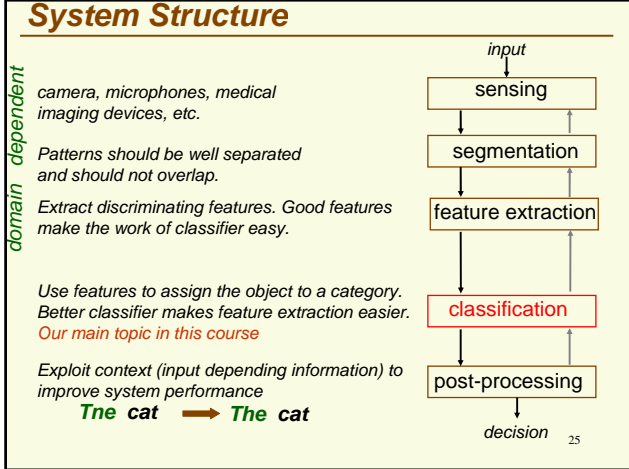 System Structure
domain dependent
input
camera, microphones, medical
imaging devices, etc.
sensing
Patterns should be well separated
and should not overlap.
segmentation
Extract discriminating features. Good features
make the work of classifier easy.
feature extraction
Use features to assign the object to a category.
Better classifier makes feature extraction easier.
Our main topic in this course
classification
Exploit context (input depending information) to
improve system performance
post-processing
Tne cat The cat
decision
25